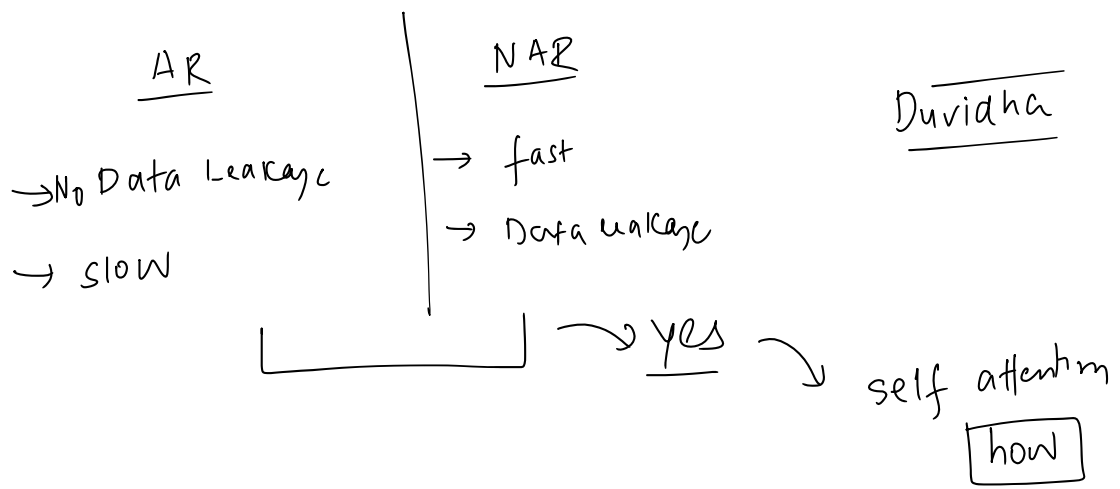 AR
NAR
Duvidha
→ No Data Leakage
→ slow
→ fast
→ Data leakage
yes
self attention
how